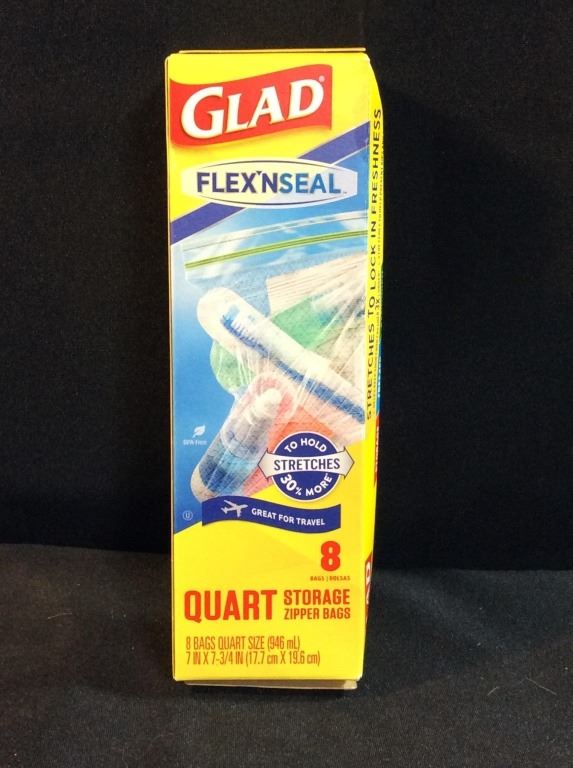 GLAD®
FLEX'NSEAL™
BPA-Free
TO HOLD
STRETCHES
30% MORE
GREAT FOR TRAVEL
U
8
BAGS | BOLSAS
QUART STORAGE
ZIPPER BAGS
8 BAGS QUART SIZE (946 mL)
7 IN X 7-3/4 IN (17.7 cm X 19.6 cm)
STRETCHES TO LOCK IN FRESHNESS